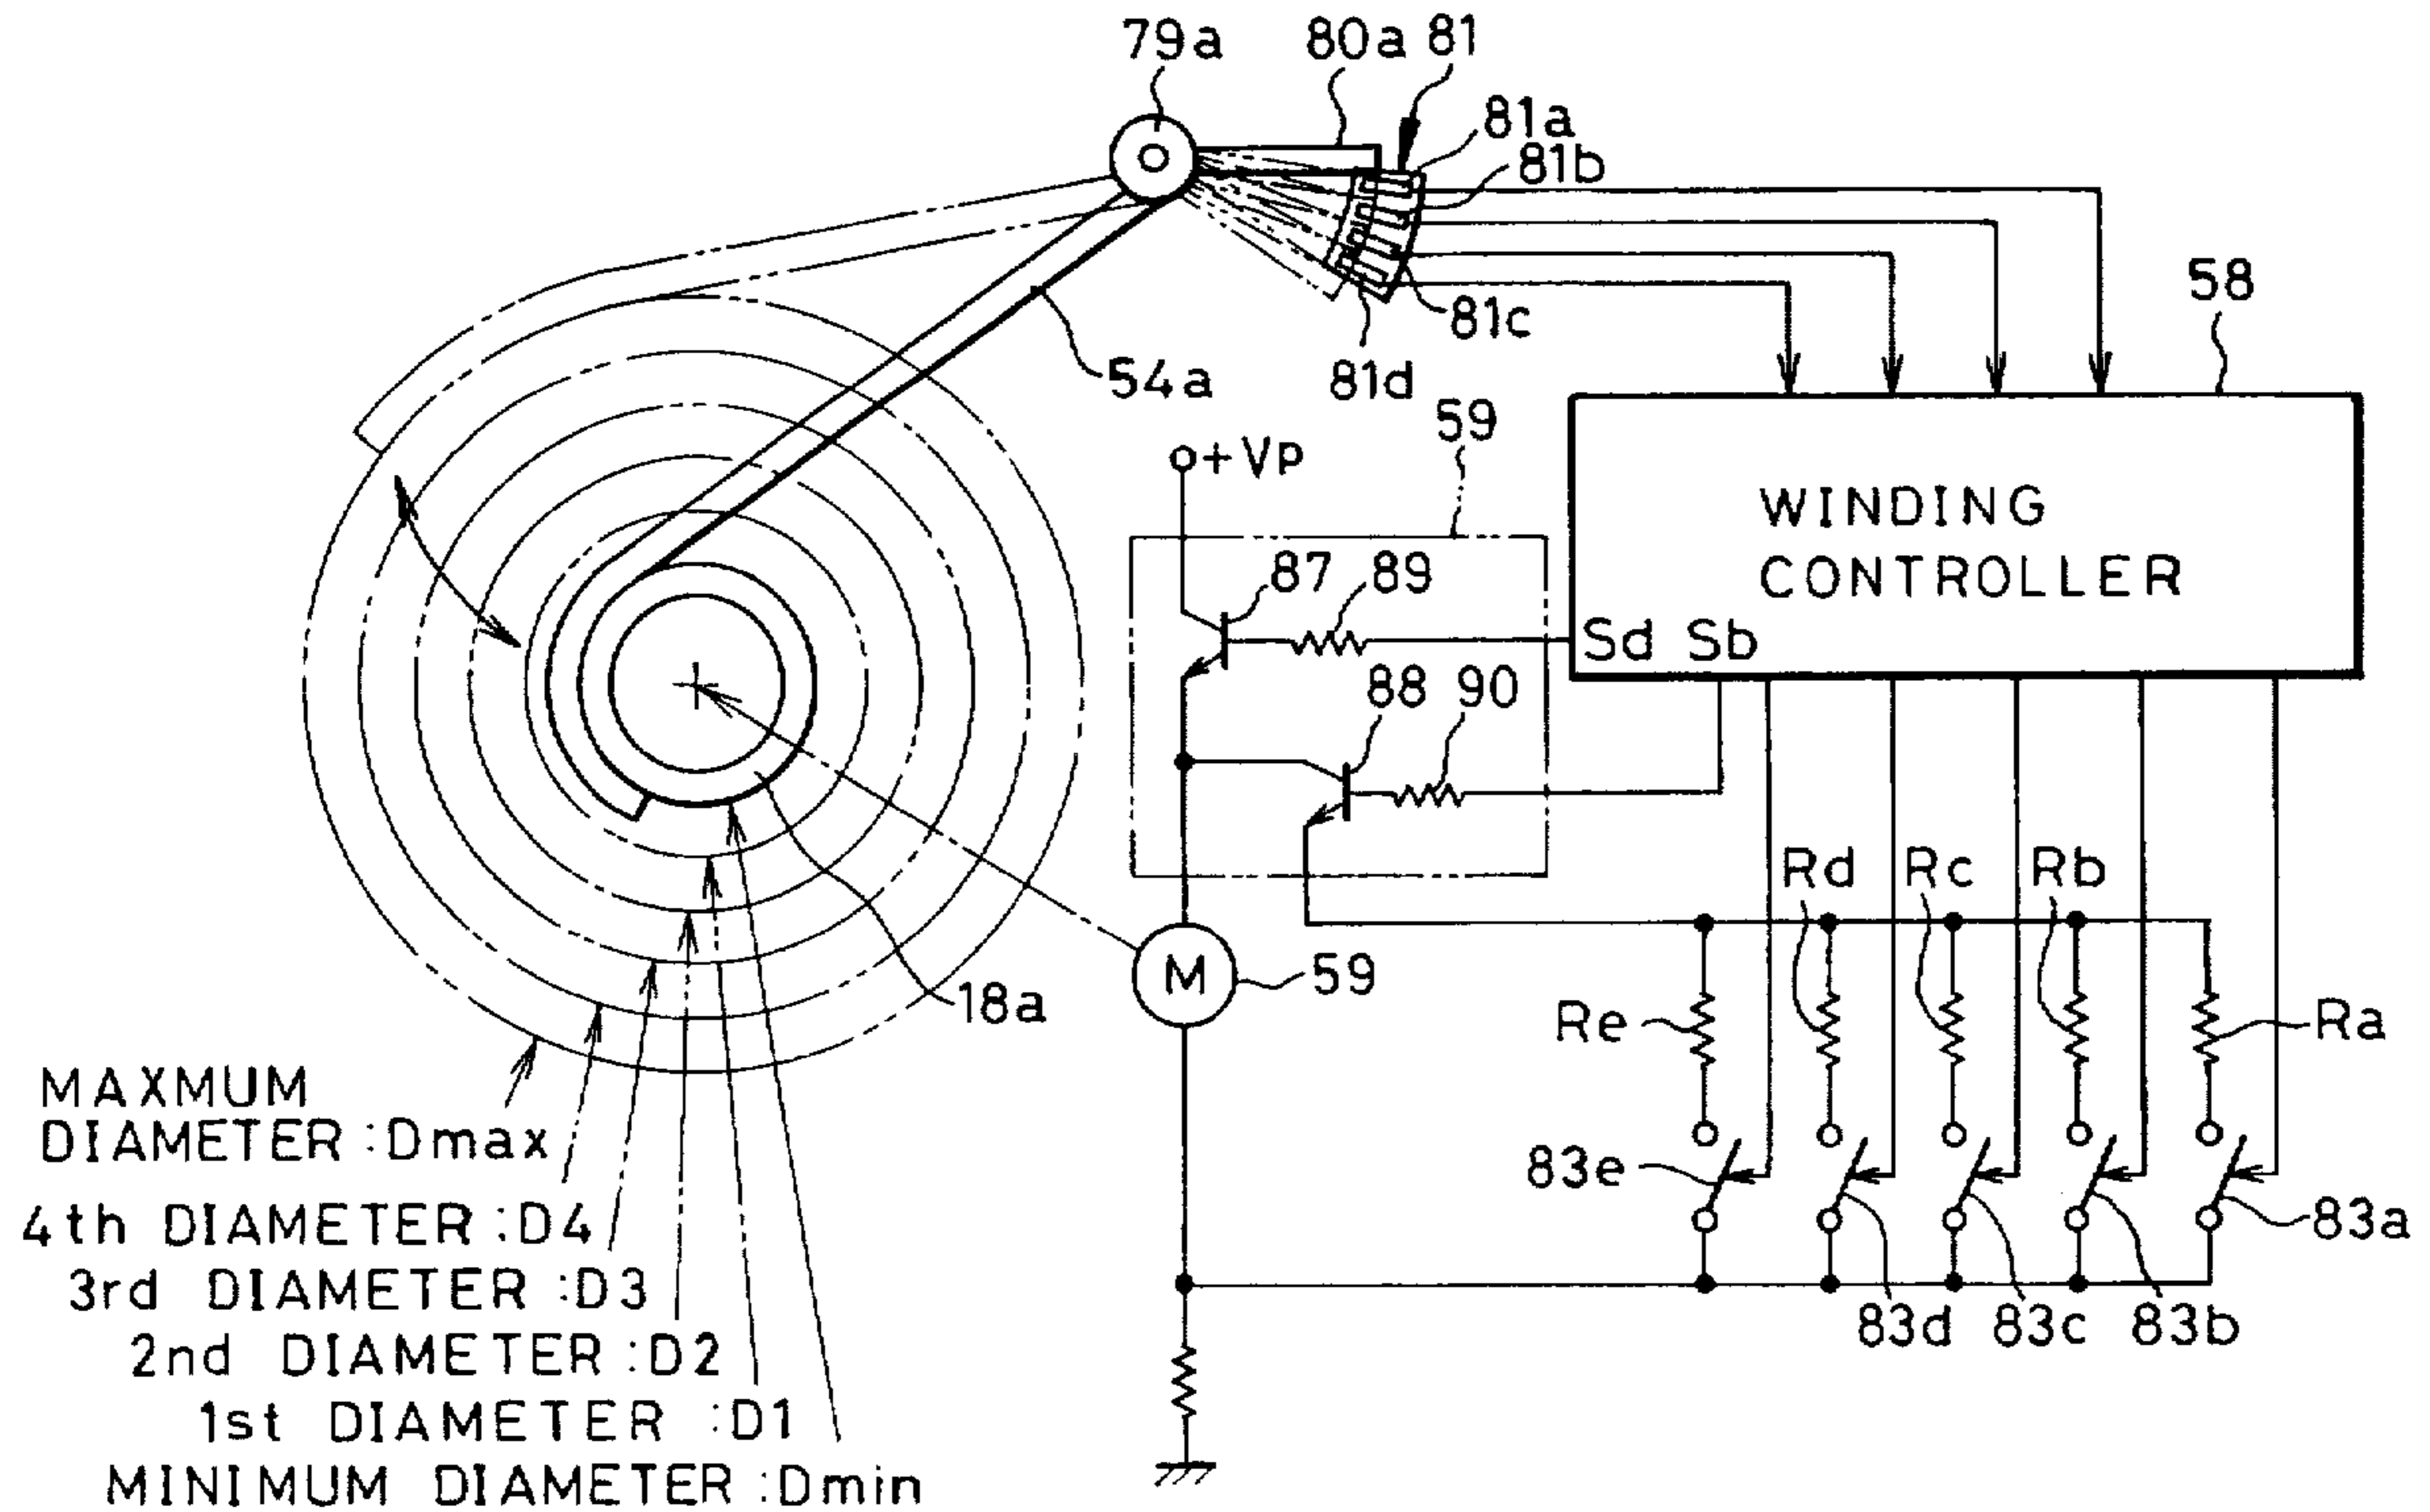 79a
80a
81
81a
81b
58
81c
54a
81d
59
+Vp
WINDING
CONTROLLER
87
89
Sd Sb
88
90
Rd
Rc
Rb
M
59
18a
Re
Ra
MAXMUM
DIAMETER :Dmax
83e
4th DIAMETER :D4
83a
3rd DIAMETER :D3
83d
83c
83b
2nd DIAMETER :D2
1st DIAMETER :D1
MINIMUM DIAMETER :Dmin